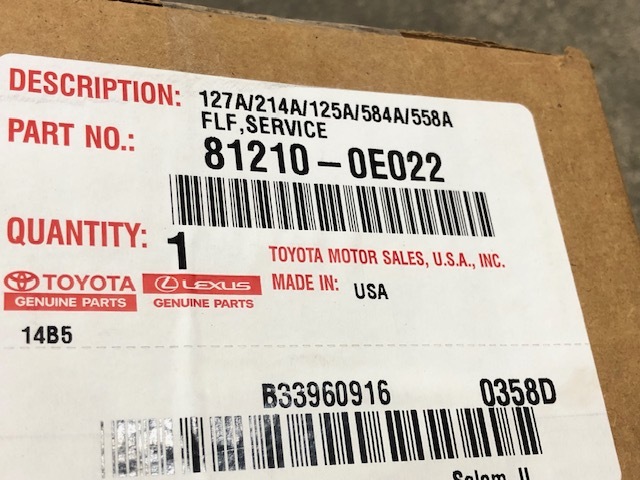 DESCRIPTION: 127A/214A/125A/584A/558A
FLF,SERVICE
PART NO.: 81210-0E022
QUANTITY: 1
TOYOTA MOTOR SALES, U.S.A., INC.
MADE IN: USA
TOYOTA
GENUINE PARTS
LEXUS
GENUINE PARTS
14B5
B33960916 0358D